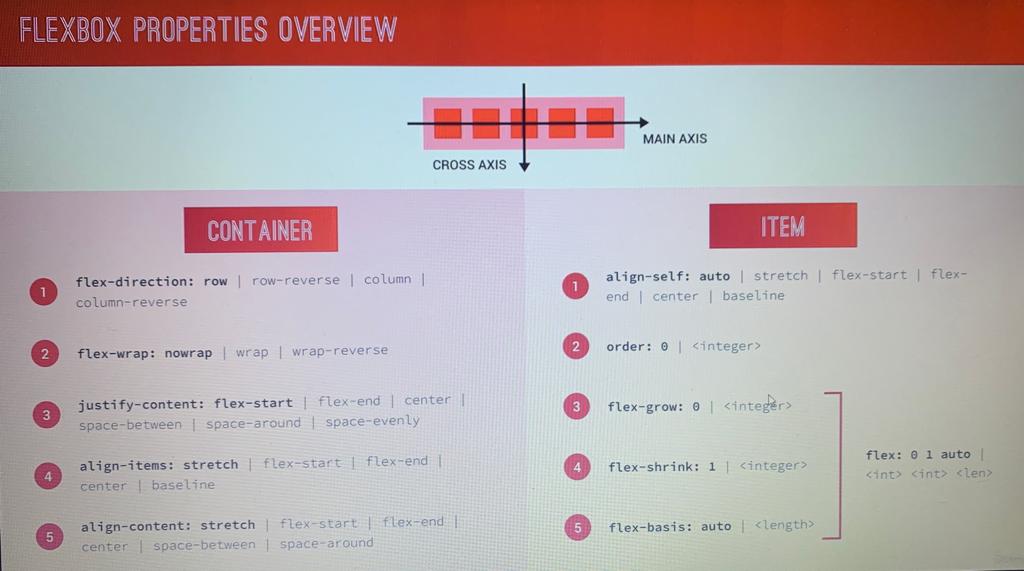 FLEXBOX PROPERTIES OVERVIEW
MAIN AXIS
CROSS AXIS
CONTAINER
1 flex-direction: row | row-reverse | column |
column-reverse
2 flex-wrap: nowrap | wrap | wrap-reverse
3 justify-content: flex-start | flex-end | center |
space-between | space-around | space-evenly
4 align-items: stretch | flex-start | flex-end |
center | baseline
5 align-content: stretch | flex-start | flex-end |
center | space-between | space-around
ITEM
1 align-self: auto | stretch | flex-start | flex-
end | center | baseline
2 order: 0 | <integer>
3 flex-grow: 0 | <integer>
4 flex-shrink: 1 | <integer>
5 flex-basis: auto | <length>
flex: 0 1 auto |
<int> <int> <len>